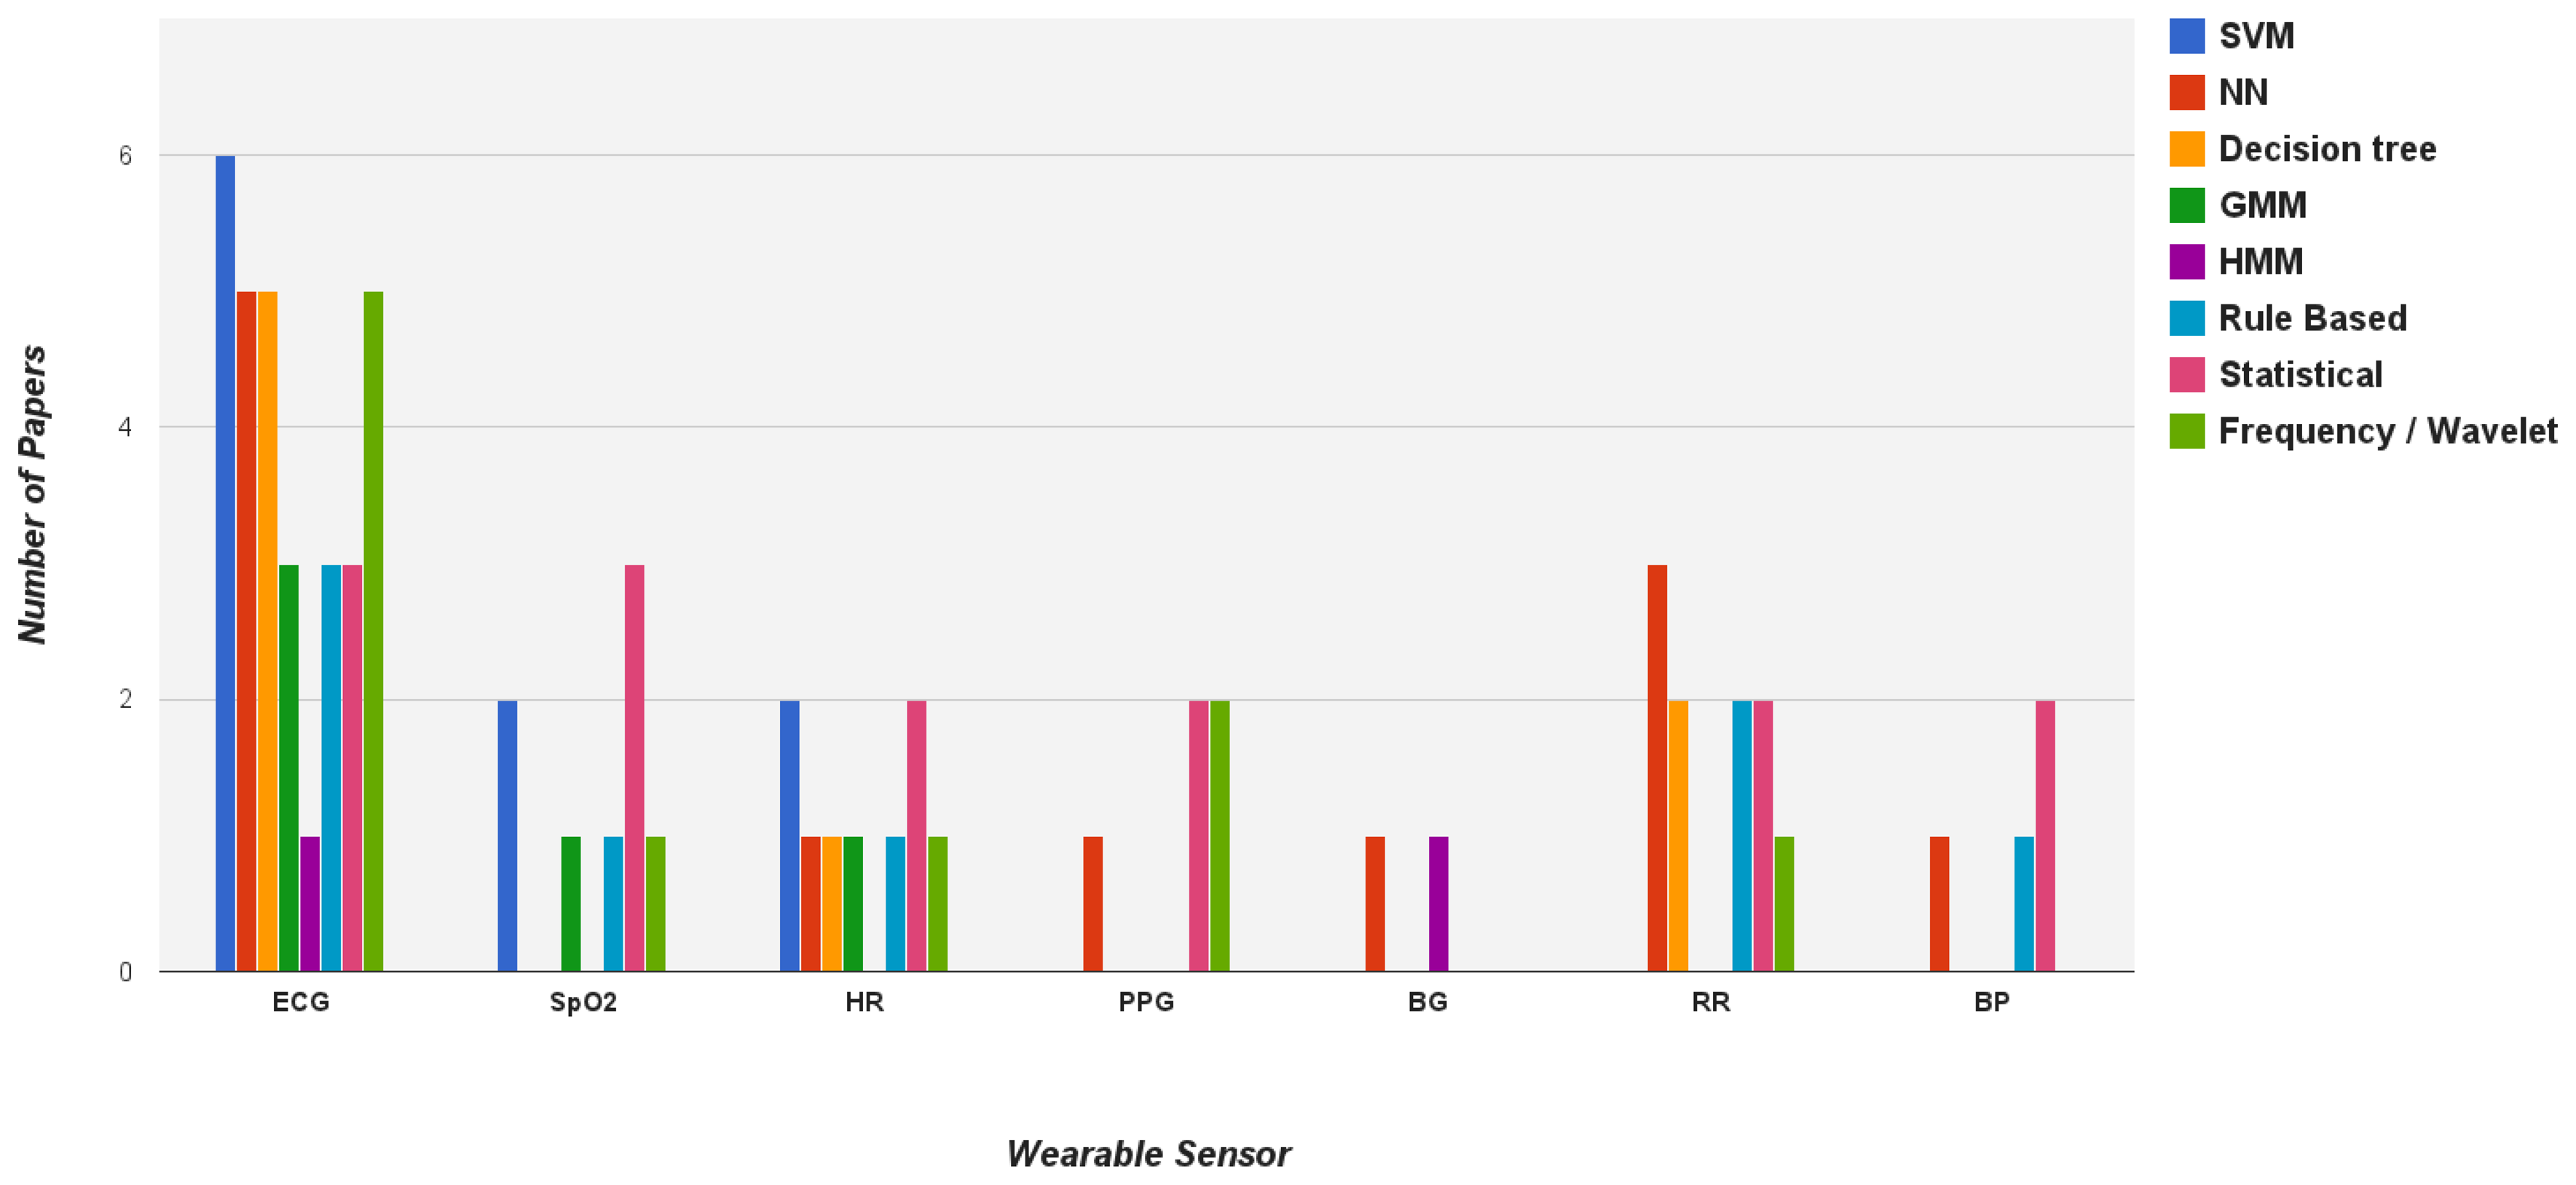 SVM
NN
Decision tree
GMM
HMM
Rule Based
Statistical
Frequency / Wavelet
Number of Papers
6
4
2
0
ECG SpO2 HR PPG BG RR BP
Wearable Sensor